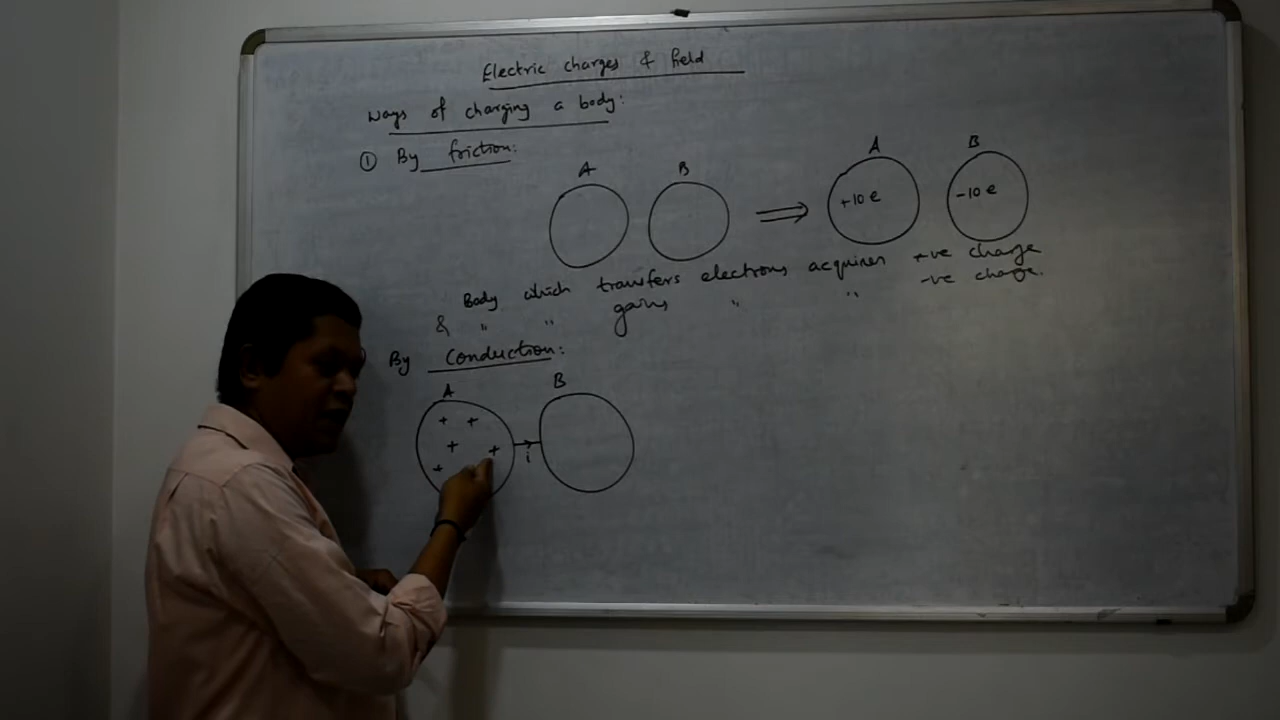 Electric charges & field
Ways of charging a body:
① By friction:
A B A B
+10 e -10 e
Body which transfers electrons acquires +ve charge
& " " gains " " -ve charge.
By Conduction:
A B
+ +
+ +
+
i